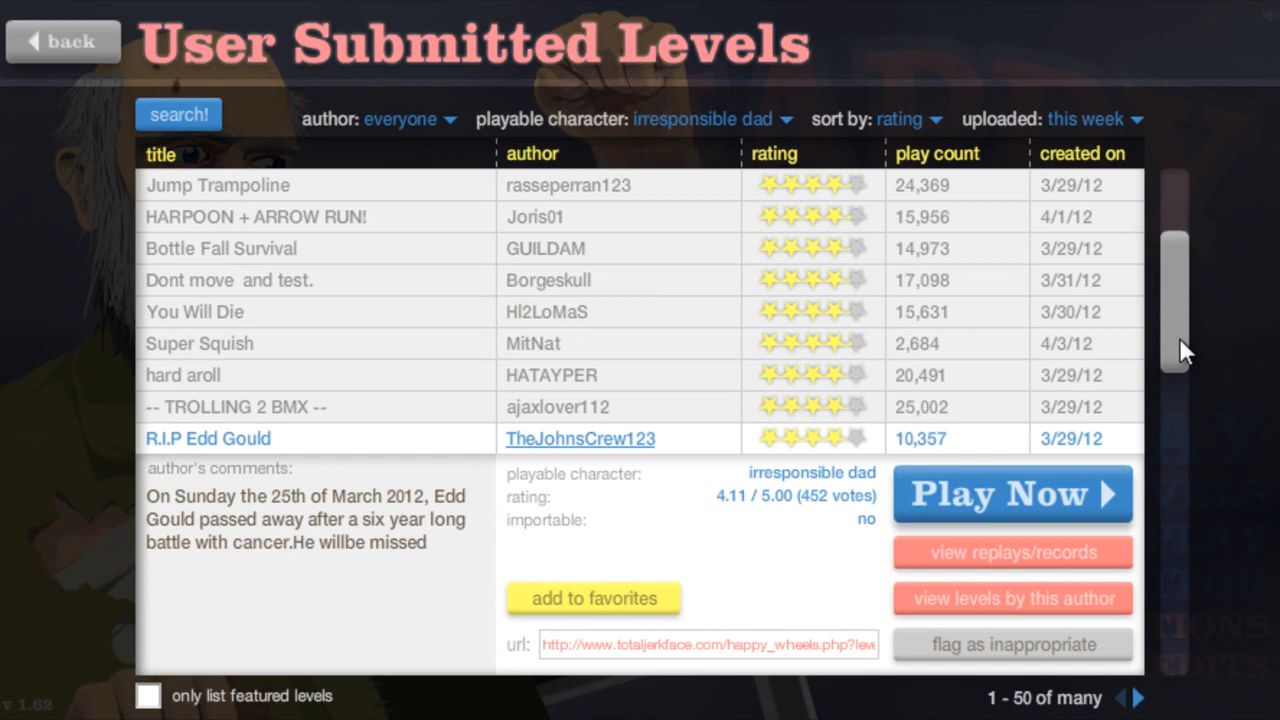 back
User Submitted Levels
search!
author: everyone playable character: irresponsible dad sort by: rating uploaded: this week
title author rating play count created on
Jump Trampoline rasseperran123 24,369 3/29/12
HARPOON + ARROW RUN! Joris01 15,956 4/1/12
Bottle Fall Survival GUILDAM 14,973 3/29/12
Dont move and test. Borgeskull 17,098 3/31/12
You Will Die Hl2LoMaS 15,631 3/30/12
Super Squish MitNat 2,684 4/3/12
hard aroll HATAYPER 20,491 3/29/12
-- TROLLING 2 BMX -- ajaxlover112 25,002 3/29/12
R.I.P Edd Gould TheJohnsCrew123 10,357 3/29/12
author's comments:
On Sunday the 25th of March 2012, Edd
Gould passed away after a six year long
battle with cancer.He willbe missed
playable character: irresponsible dad
rating: 4.11 / 5.00 (452 votes)
importable: no
add to favorites
url: http://www.totaljerkface.com/happy_wheels.php?leve
Play Now
view replays/records
view levels by this author
flag as inappropriate
only list featured levels
1 - 50 of many
v 1.62